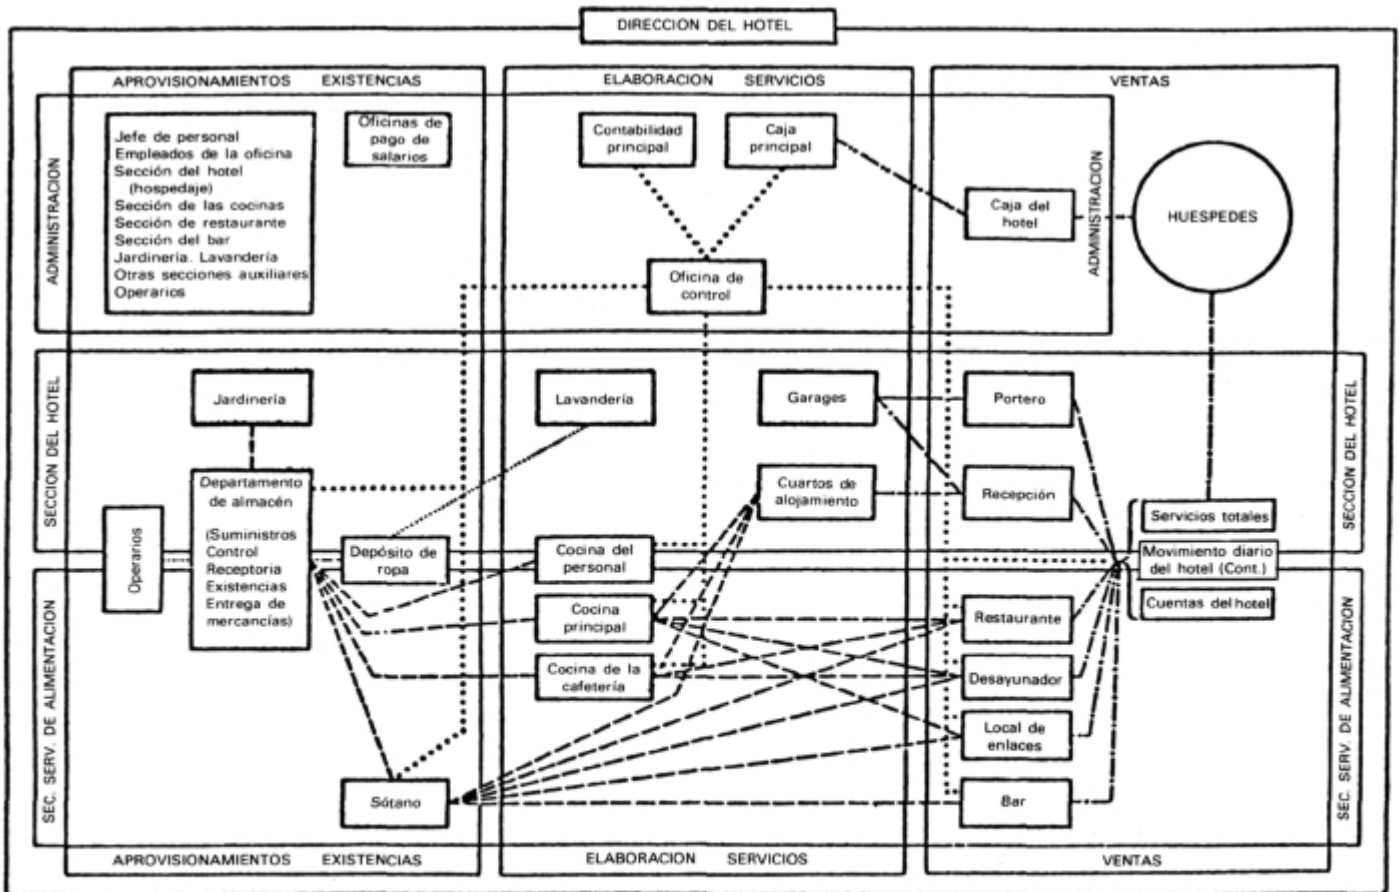 DIRECCION DEL HOTEL
APROVISIONAMIENTOS EXISTENCIAS
ELABORACION SERVICIOS
VENTAS
ADMINISTRACION
Jefe de personal
Empleados de la oficina
Sección del hotel
(hospedaje)
Sección de las cocinas
Sección de restaurante
Sección del bar
Jardinería. Lavandería
Otras secciones auxiliares
Operarios
Oficinas de
pago de
salarios
Contabilidad
principal
Caja
principal
Oficina de
control
Caja del
hotel
ADMINISTRACION
HUESPEDES
SECCION DEL HOTEL
Jardinería
Lavandería
Garages
Portero
SECCION DEL HOTEL
Operarios
Departamento
de almacén
(Suministros
Control
Receptoria
Existencias
Entrega de
mercancías)
Depósito de
ropa
Cuartos de
alojamiento
Recepción
Servicios totales
Movimiento diario
del hotel (Cont.)
Cuentas del hotel
Cocina del
personal
Cocina
principal
Cocina de la
cafetería
SEC. SERV. DE ALIMENTACION
Restaurante
Desayunador
Local de
enlaces
Sótano
Bar
SEC. SERV. DE ALIMENTACION
APROVISIONAMIENTOS EXISTENCIAS
ELABORACION SERVICIOS
VENTAS